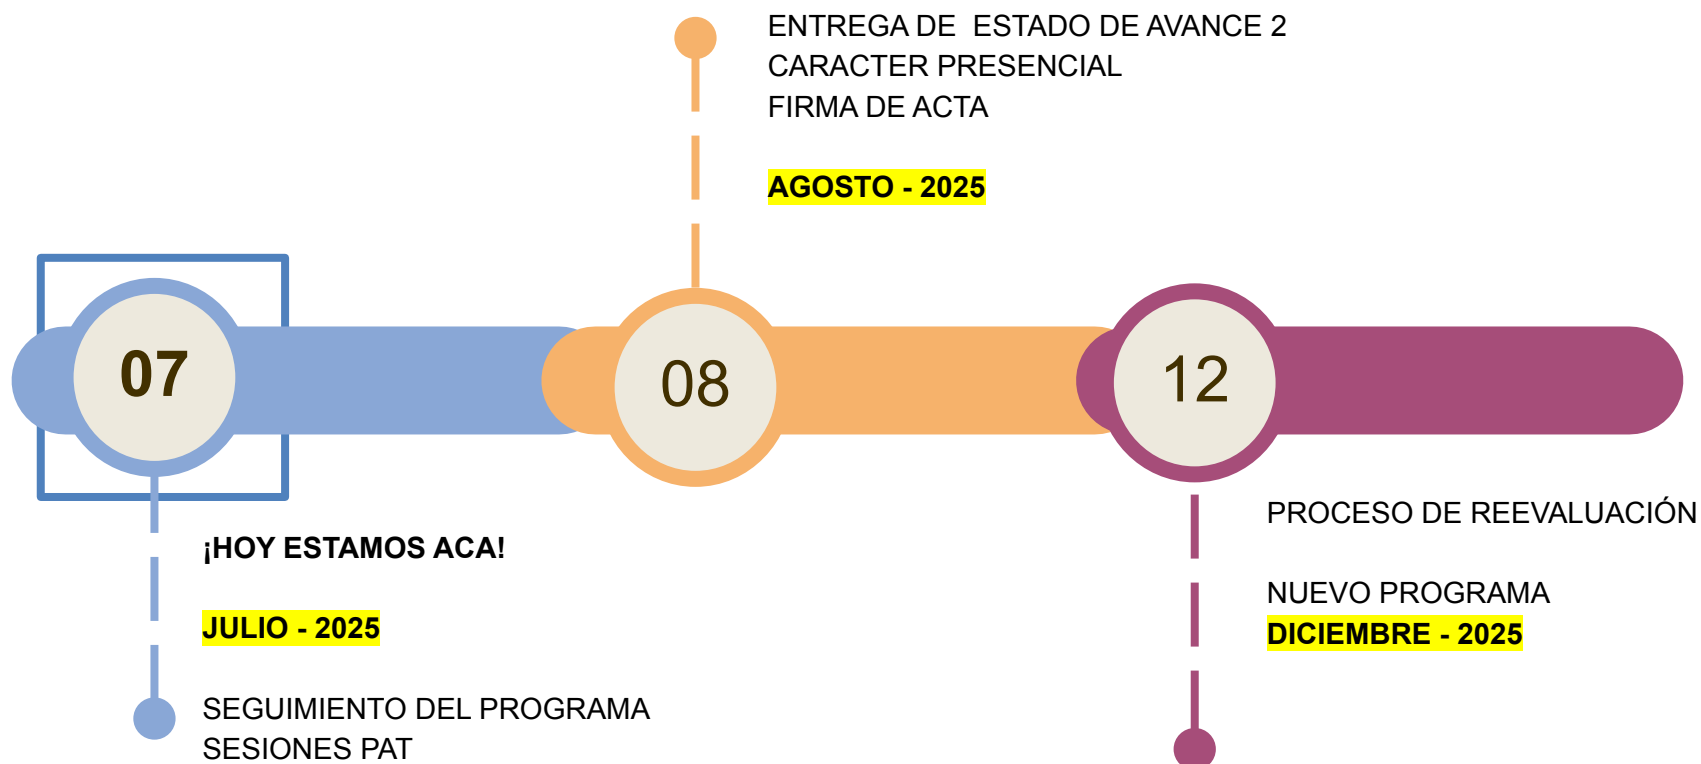 ENTREGA DE  ESTADO DE AVANCE 2
CARACTER PRESENCIAL
FIRMA DE ACTA
AGOSTO - 2025
07
08
12
¡HOY ESTAMOS ACA!
JULIO - 2025
SEGUIMIENTO DEL PROGRAMA
SESIONES PAT
PROCESO DE REEVALUACIÓN
NUEVO PROGRAMA
DICIEMBRE - 2025